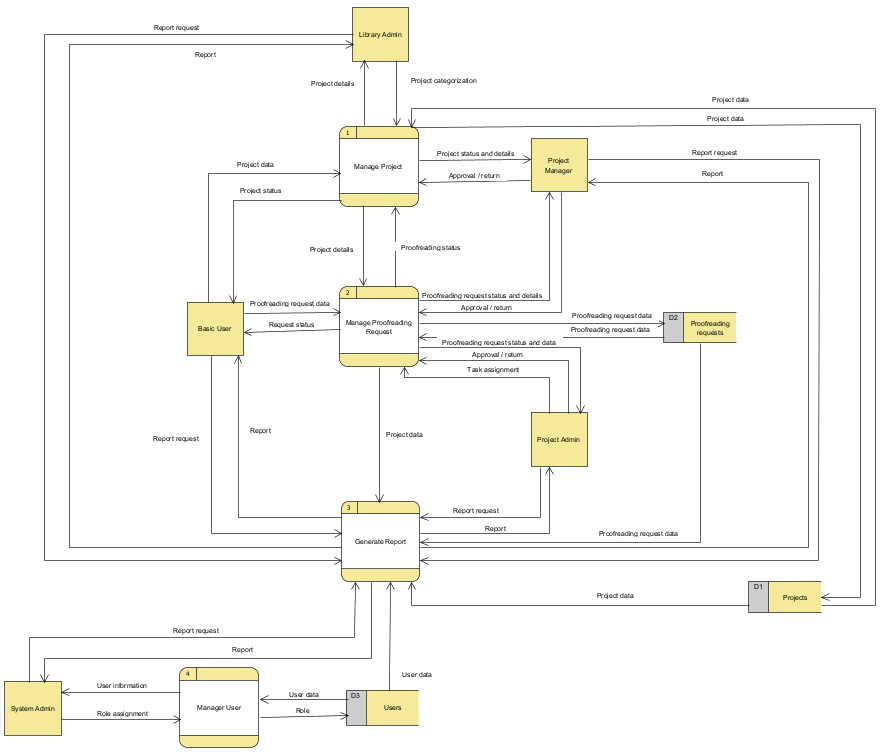 Report request
Library Admin
Report
Project details
Project categorization
Project data
Project data
1
Manage Project
Project status and details
Project
Manager
Report request
Project data
Approval / return
Report
Project status
Project details
Proofreading status
2
Proofreading request status and details
Proofreading request data
Approval / return
Basic User
Request status
Manage Proofreading
Request
Proofreading request data
D2
Proofreading
requests
Proofreading request data
Proofreading request status and data
Approval / return
Task assignment
Report request
Report
Project data
Project Admin
3
Report request
Report
Generate Report
Proofreading request data
Project data
D1
Projects
Report request
Report
User data
4
User information
System Admin
Role assignment
Manager User
User data
Role
D3
Users